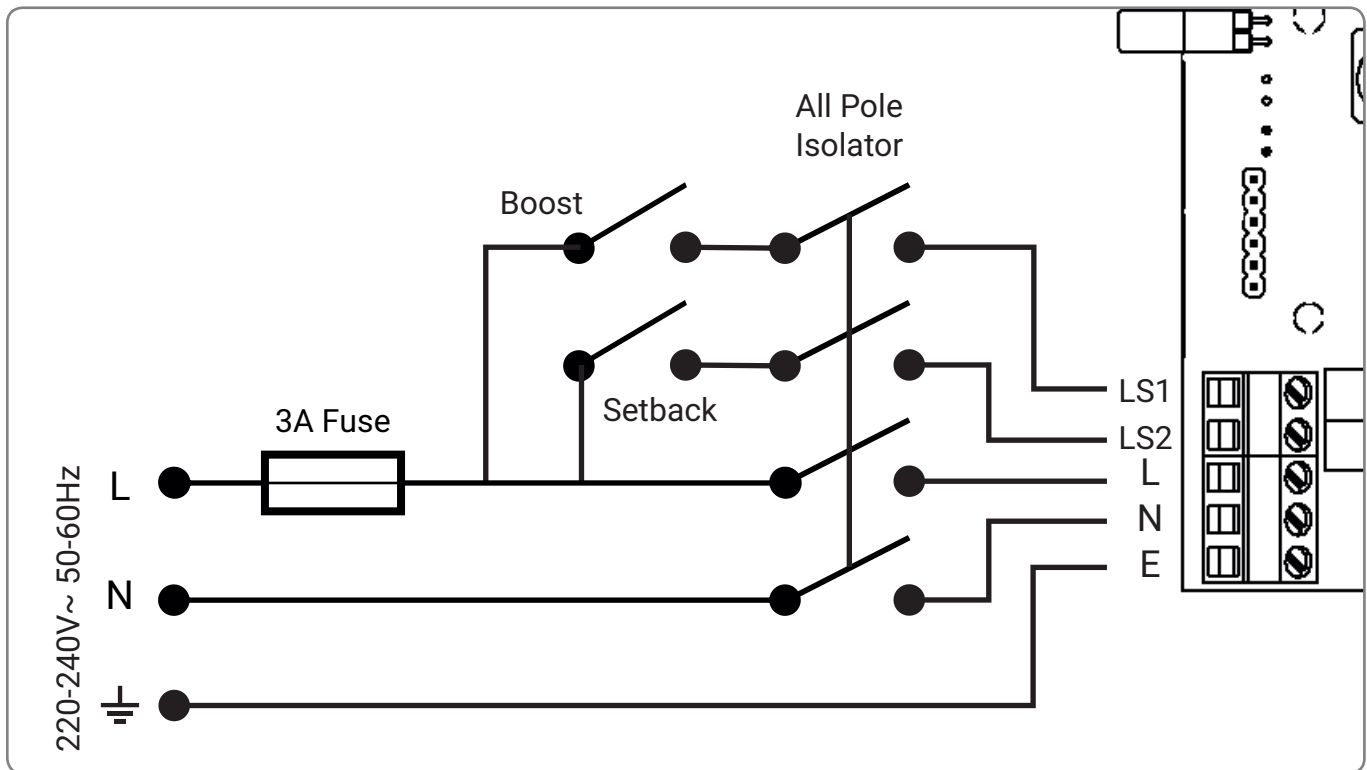 All Pole
Isolator
Boost
Setback
3A Fuse
LS1
LS2
L
N
E
L
N
220-240V~ 50-60Hz